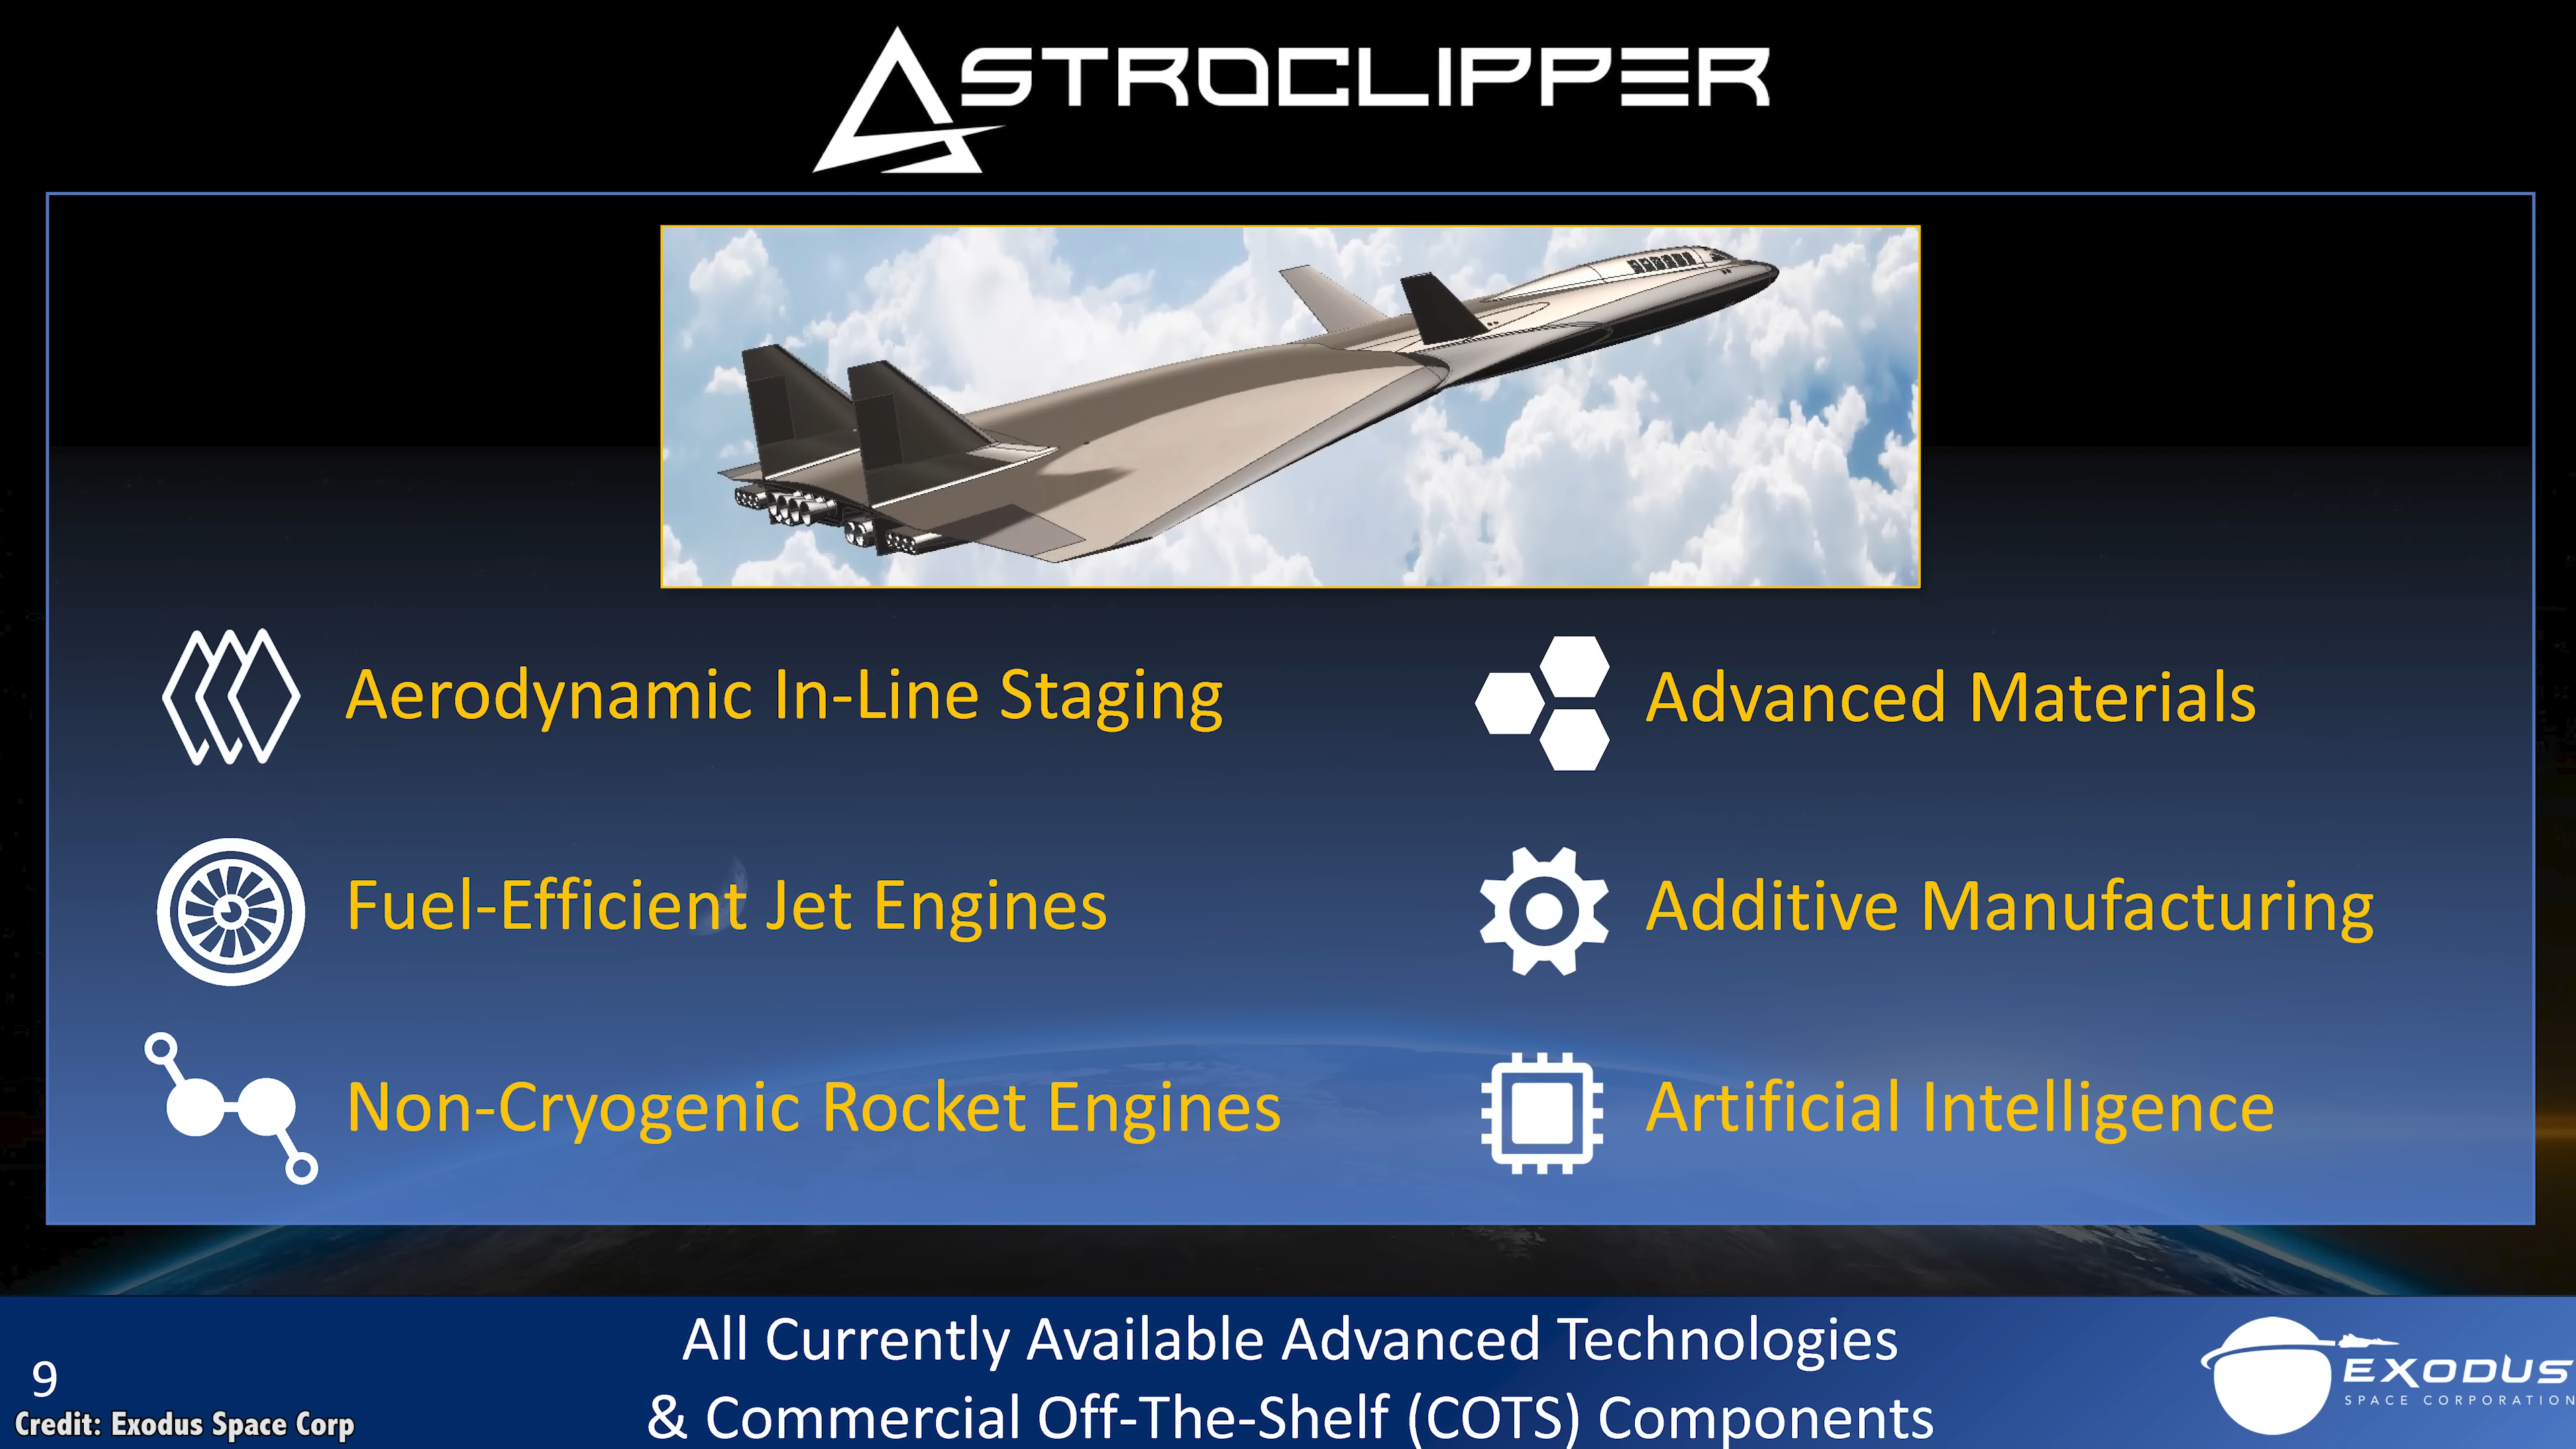 ASTROCLIPPER
Aerodynamic In-Line Staging
Fuel-Efficient Jet Engines
Non-Cryogenic Rocket Engines
Advanced Materials
Additive Manufacturing
Artificial Intelligence
All Currently Available Advanced Technologies
& Commercial Off-The-Shelf (COTS) Components
9
Credit: Exodus Space Corp
EXODUS
SPACE CORPORATION